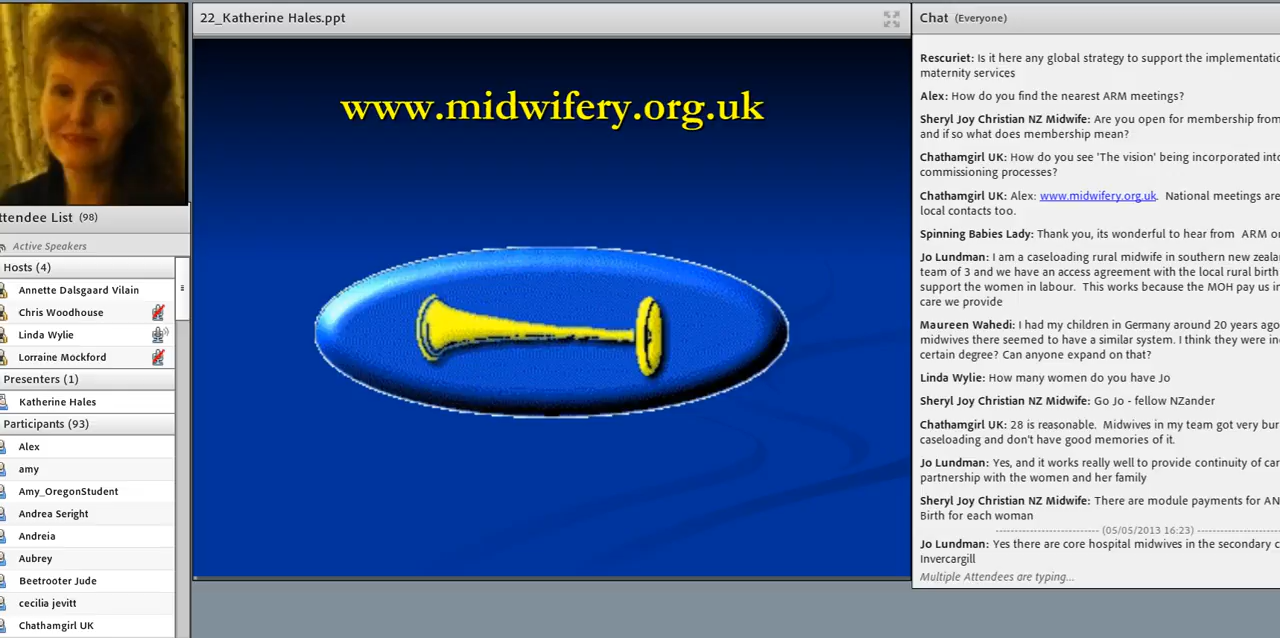 22_Katherine Hales.ppt
www.midwifery.org.uk
ttendee List (98)
Active Speakers
Hosts (4)
Annette Dalsgaard Vilain
Chris Woodhouse
Linda Wylie
Lorraine Mockford
Presenters (1)
Katherine Hales
Participants (93)
Alex
amy
Amy_OregonStudent
Andrea Seright
Andreia
Aubrey
Beetrooter Jude
cecilia jevitt
Chathamgirl UK
Chat (Everyone)
Rescuriet: Is it here any global strategy to support the implementatio
maternity services
Alex: How do you find the nearest ARM meetings?
Sheryl Joy Christian NZ Midwife: Are you open for membership from
and if so what does membership mean?
Chathamgirl UK: How do you see 'The vision' being incorporated into
commissioning processes?
Chathamgirl UK: Alex: www.midwifery.org.uk. National meetings are
local contacts too.
Spinning Babies Lady: Thank you, its wonderful to hear from ARM or
Jo Lundman: I am a caseloading rural midwife in southern new zeala
team of 3 and we have an access agreement with the local rural birth
support the women in labour. This works because the MOH pay us in
care we provide
Maureen Wahedi: I had my children in Germany around 20 years ago
midwives there seemed to have a similar system. I think they were in
certain degree? Can anyone expand on that?
Linda Wylie: How many women do you have Jo
Sheryl Joy Christian NZ Midwife: Go Jo - fellow NZander
Chathamgirl UK: 28 is reasonable. Midwives in my team got very bur
caseloading and don't have good memories of it.
Jo Lundman: Yes, and it works really well to provide continuity of car
partnership with the women and her family
Sheryl Joy Christian NZ Midwife: There are module payments for AN
Birth for each woman
(05/05/2013 16:23)
Jo Lundman: Yes there are core hospital midwives in the secondary c
Invercargill
Multiple Attendees are typing...